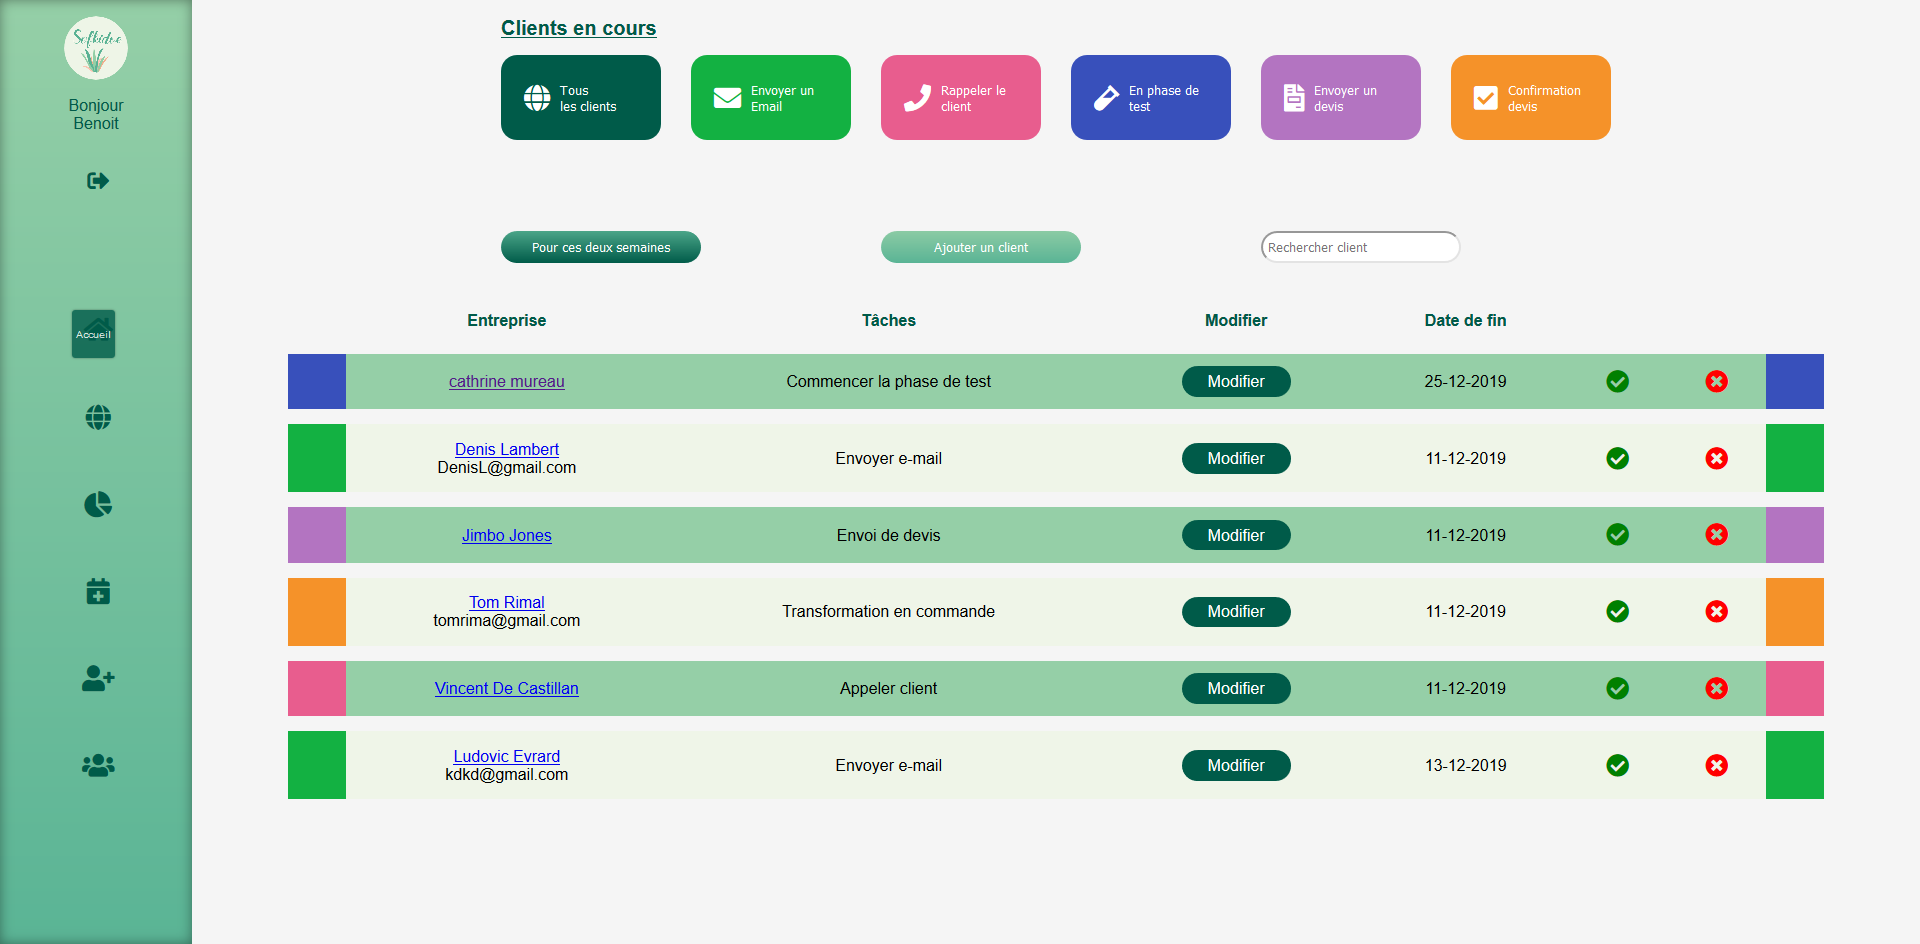 Sofkidoe
Bonjour
Benoit
Accueil
Clients en cours
Tous
les clients
Envoyer un
Email
Rappeler le
client
En phase de
test
Envoyer un
devis
Confirmation
devis
Pour ces deux semaines
Ajouter un client
Rechercher client
Entreprise Tâches Modifier Date de fin
cathrine mureau Commencer la phase de test Modifier 25-12-2019
Denis Lambert
DenisL@gmail.com
Envoyer e-mail Modifier 11-12-2019
Jimbo Jones Envoi de devis Modifier 11-12-2019
Tom Rimal
tomrima@gmail.com
Transformation en commande Modifier 11-12-2019
Vincent De Castillan Appeler client Modifier 11-12-2019
Ludovic Evrard
kdkd@gmail.com
Envoyer e-mail Modifier 13-12-2019